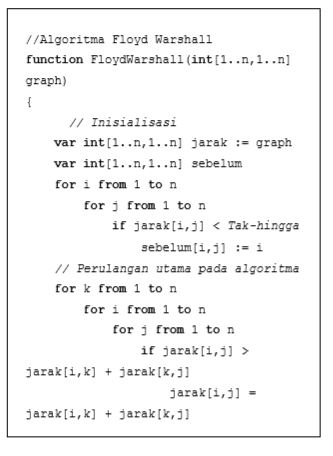 //Algoritma Floyd Warshall
function FloydWarshall(int[1..n,1..n]
graph)
{
// Inisialisasi
var int[1..n,1..n] jarak := graph
var int[1..n,1..n] sebelum
for i from 1 to n
for j from 1 to n
if jarak[i,j] < Tak-hingga
sebelum[i,j] := i
// Perulangan utama pada algoritma
for k from 1 to n
for i from 1 to n
for j from 1 to n
if jarak[i,j] >
jarak[i,k] + jarak[k,j]
jarak[i,j] =
jarak[i,k] + jarak[k,j]